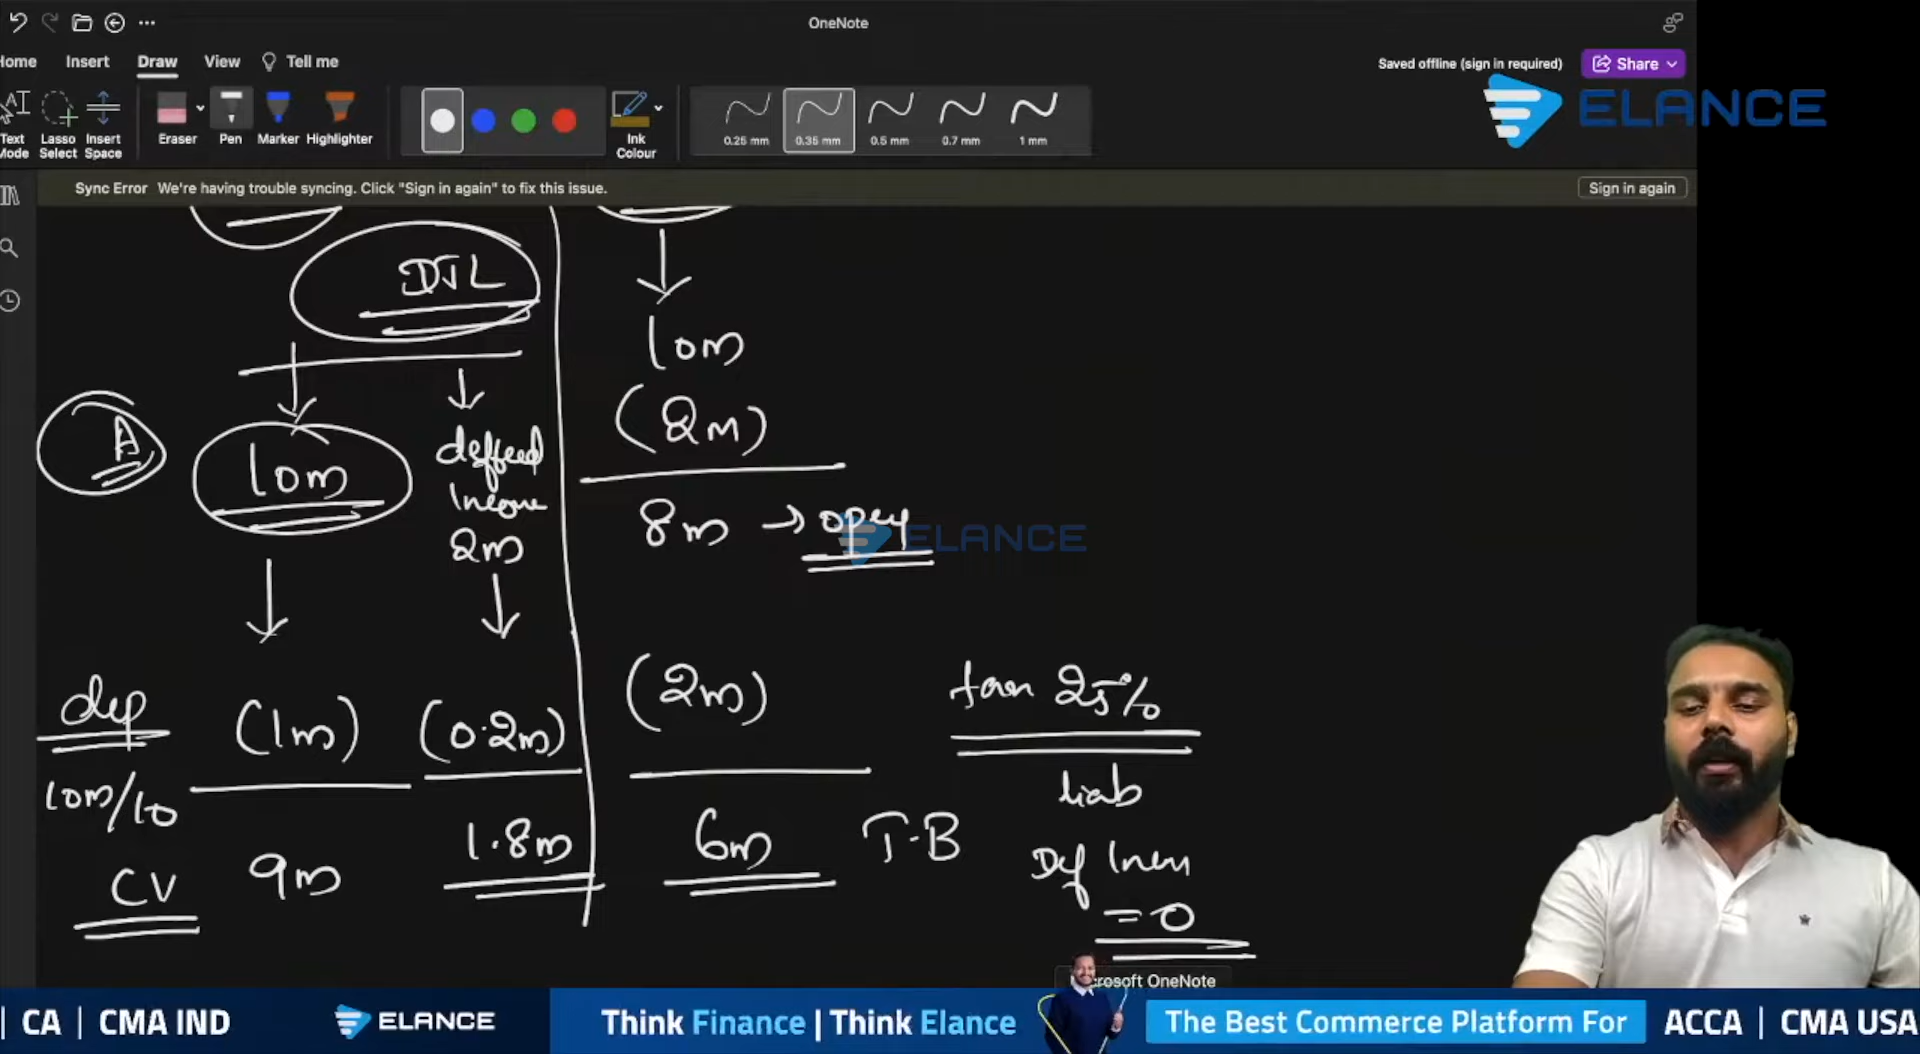 OneNote
Home Insert Draw View Tell me
Saved offline (sign in required) Share
Text Mode Lasso Select Insert Space Eraser Pen Marker Highlighter Ink Colour 0.25 mm 0.35 mm 0.5 mm 0.7 mm 1 mm
ELANCE
Sync Error We're having trouble syncing. Click "Sign in again" to fix this issue. Sign in again
DTL
10m
A
10m
deffeed
Income
2m
(2m)
8m → open
ELANCE
dep (1m) (0.2m) (2m)
25%
10m/10
liab
CV 9m 1.8m 6m T.B
Def Incm
= 0
crosoft OneNote
| CA | CMA IND
ELANCE
Think Finance | Think Elance
The Best Commerce Platform For
ACCA | CMA USA